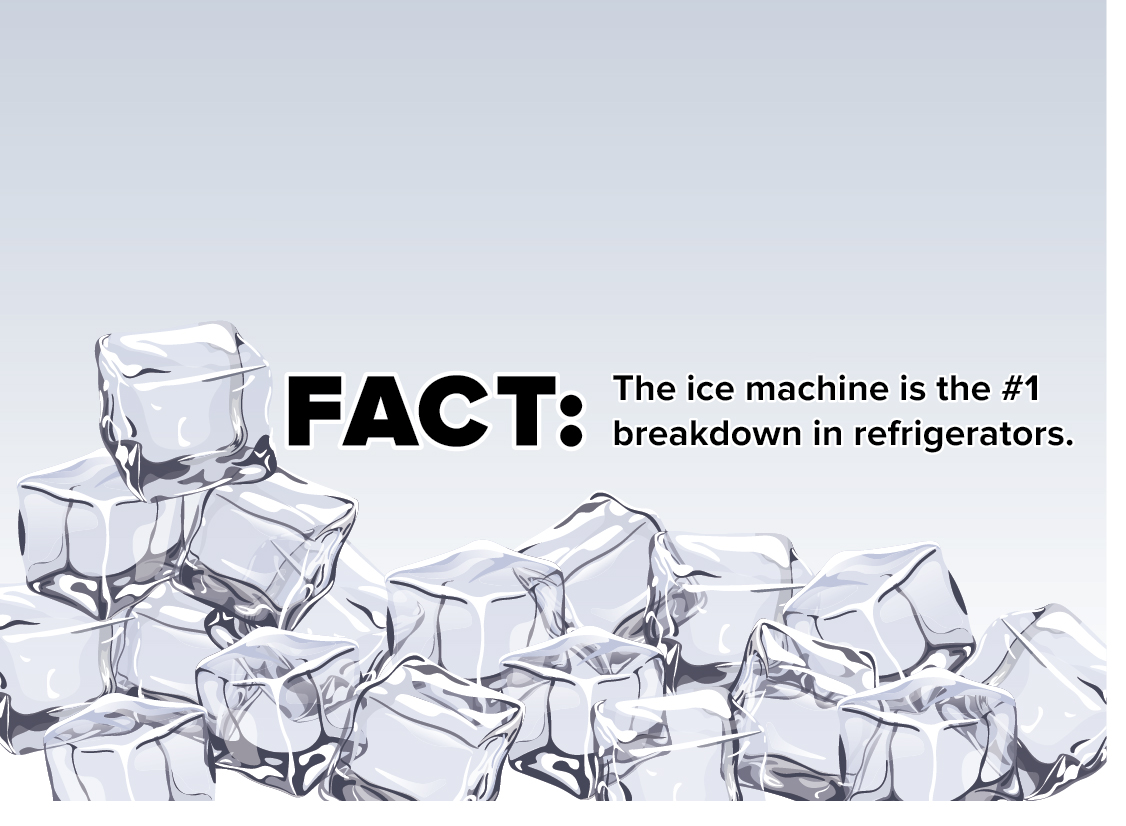 FACT:
The ice machine is the #1
breakdown in refrigerators.